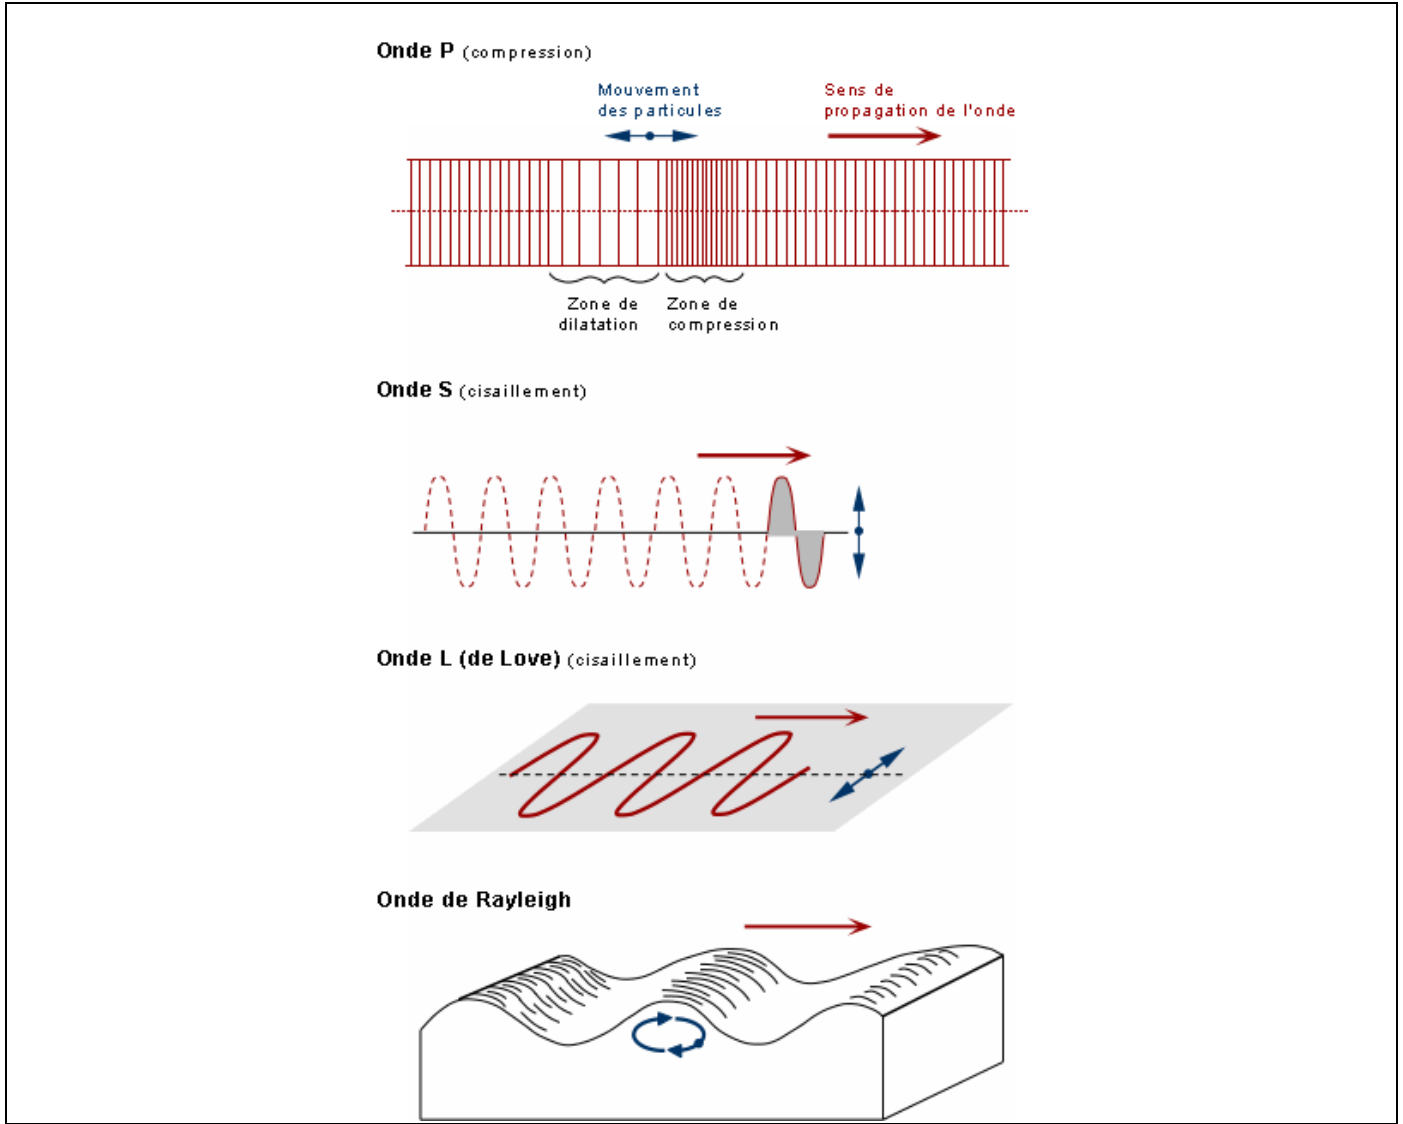 Onde P (compression)
Mouvement
des particules
Sens de
propagation de l'onde
Zone de
dilatation
Zone de
compression
Onde S (cisaillement)
Onde L (de Love) (cisaillement)
Onde de Rayleigh